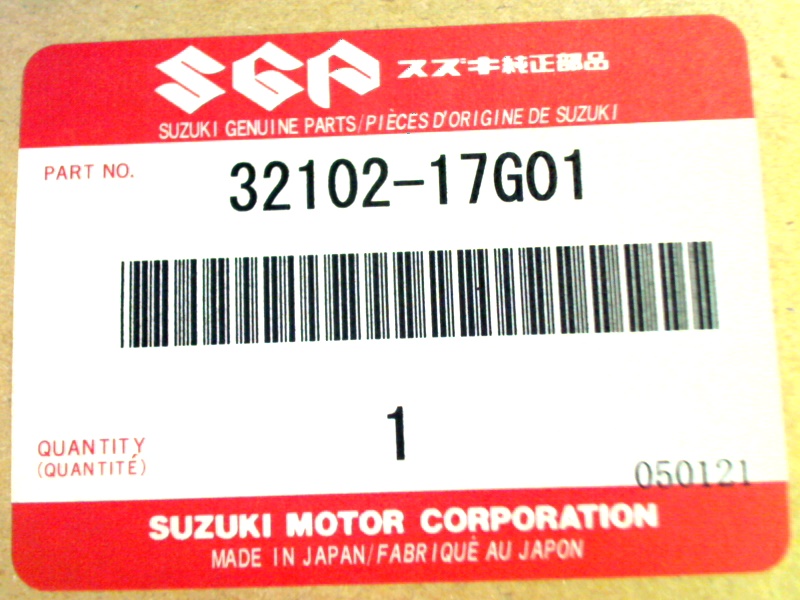 SGP スズキ純正部品
SUZUKI GENUINE PARTS/PIÈCES D'ORIGINE DE SUZUKI
PART NO. 32102-17G01
1
QUANTITY
(QUANTITÉ)
050121
SUZUKI MOTOR CORPORATION
MADE IN JAPAN/FABRIQUÉ AU JAPON